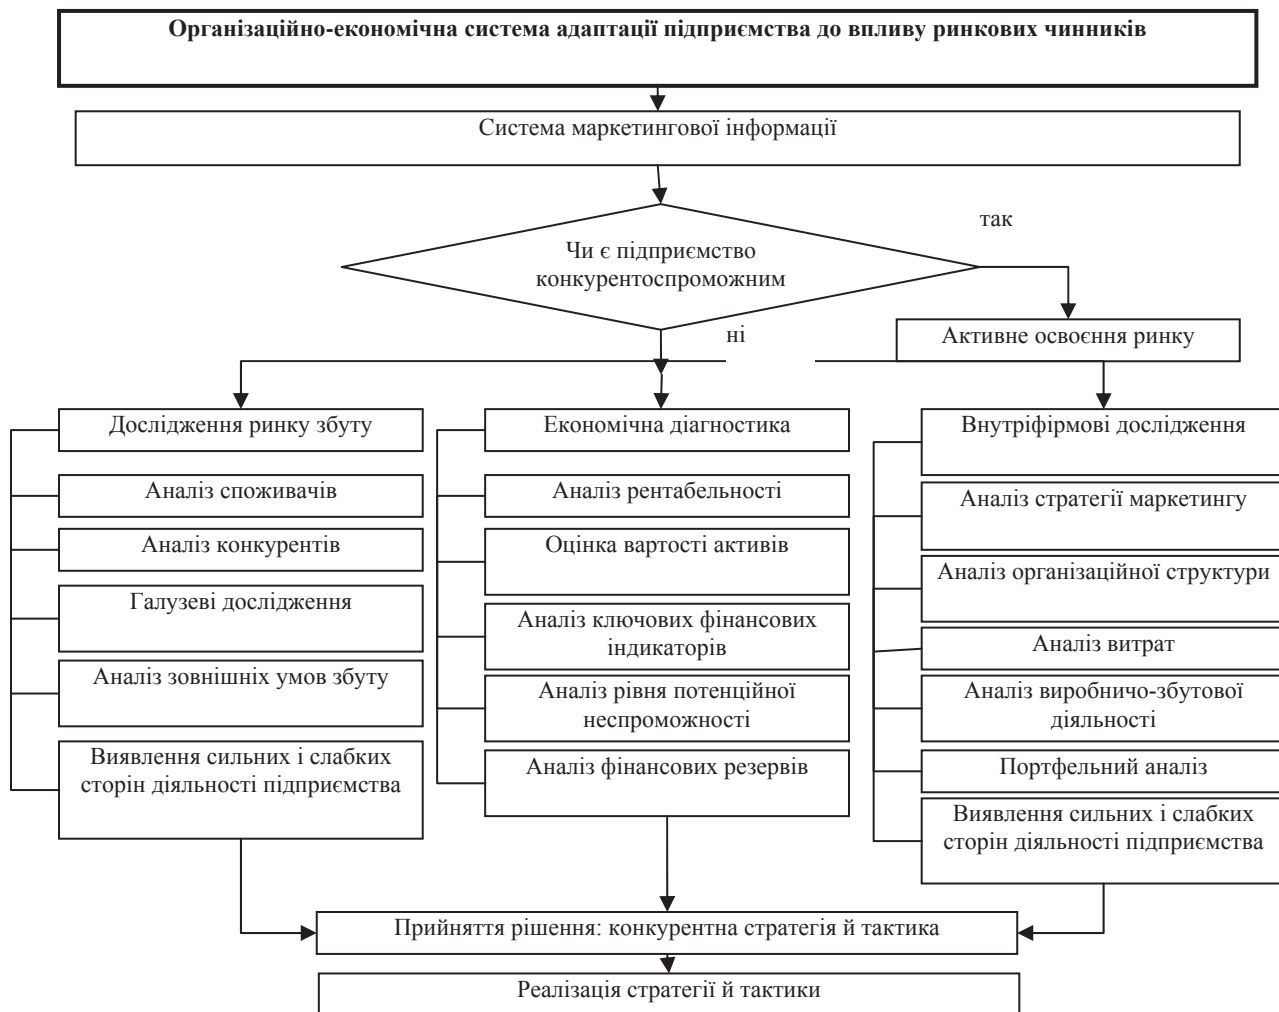 Організаційно-економічна система адаптації підприємства до впливу ринкових чинників
Система маркетингової інформації
так
Чи є підприємство
конкурентоспроможним
ні
Активне освоєння ринку
Дослідження ринку збуту
Аналіз споживачів
Аналіз конкурентів
Галузеві дослідження
Аналіз зовнішніх умов збуту
Виявлення сильних і слабких
сторін діяльності підприємства
Економічна діагностика
Аналіз рентабельності
Оцінка вартості активів
Аналіз ключових фінансових
індикаторів
Аналіз рівня потенційної
неспроможності
Аналіз фінансових резервів
Внутріфірмові дослідження
Аналіз стратегії маркетингу
Аналіз організаційної структури
Аналіз витрат
Аналіз виробничо-збутової
діяльності
Портфельний аналіз
Виявлення сильних і слабких
сторін діяльності підприємства
Прийняття рішення: конкурентна стратегія й тактика
Реалізація стратегії й тактики